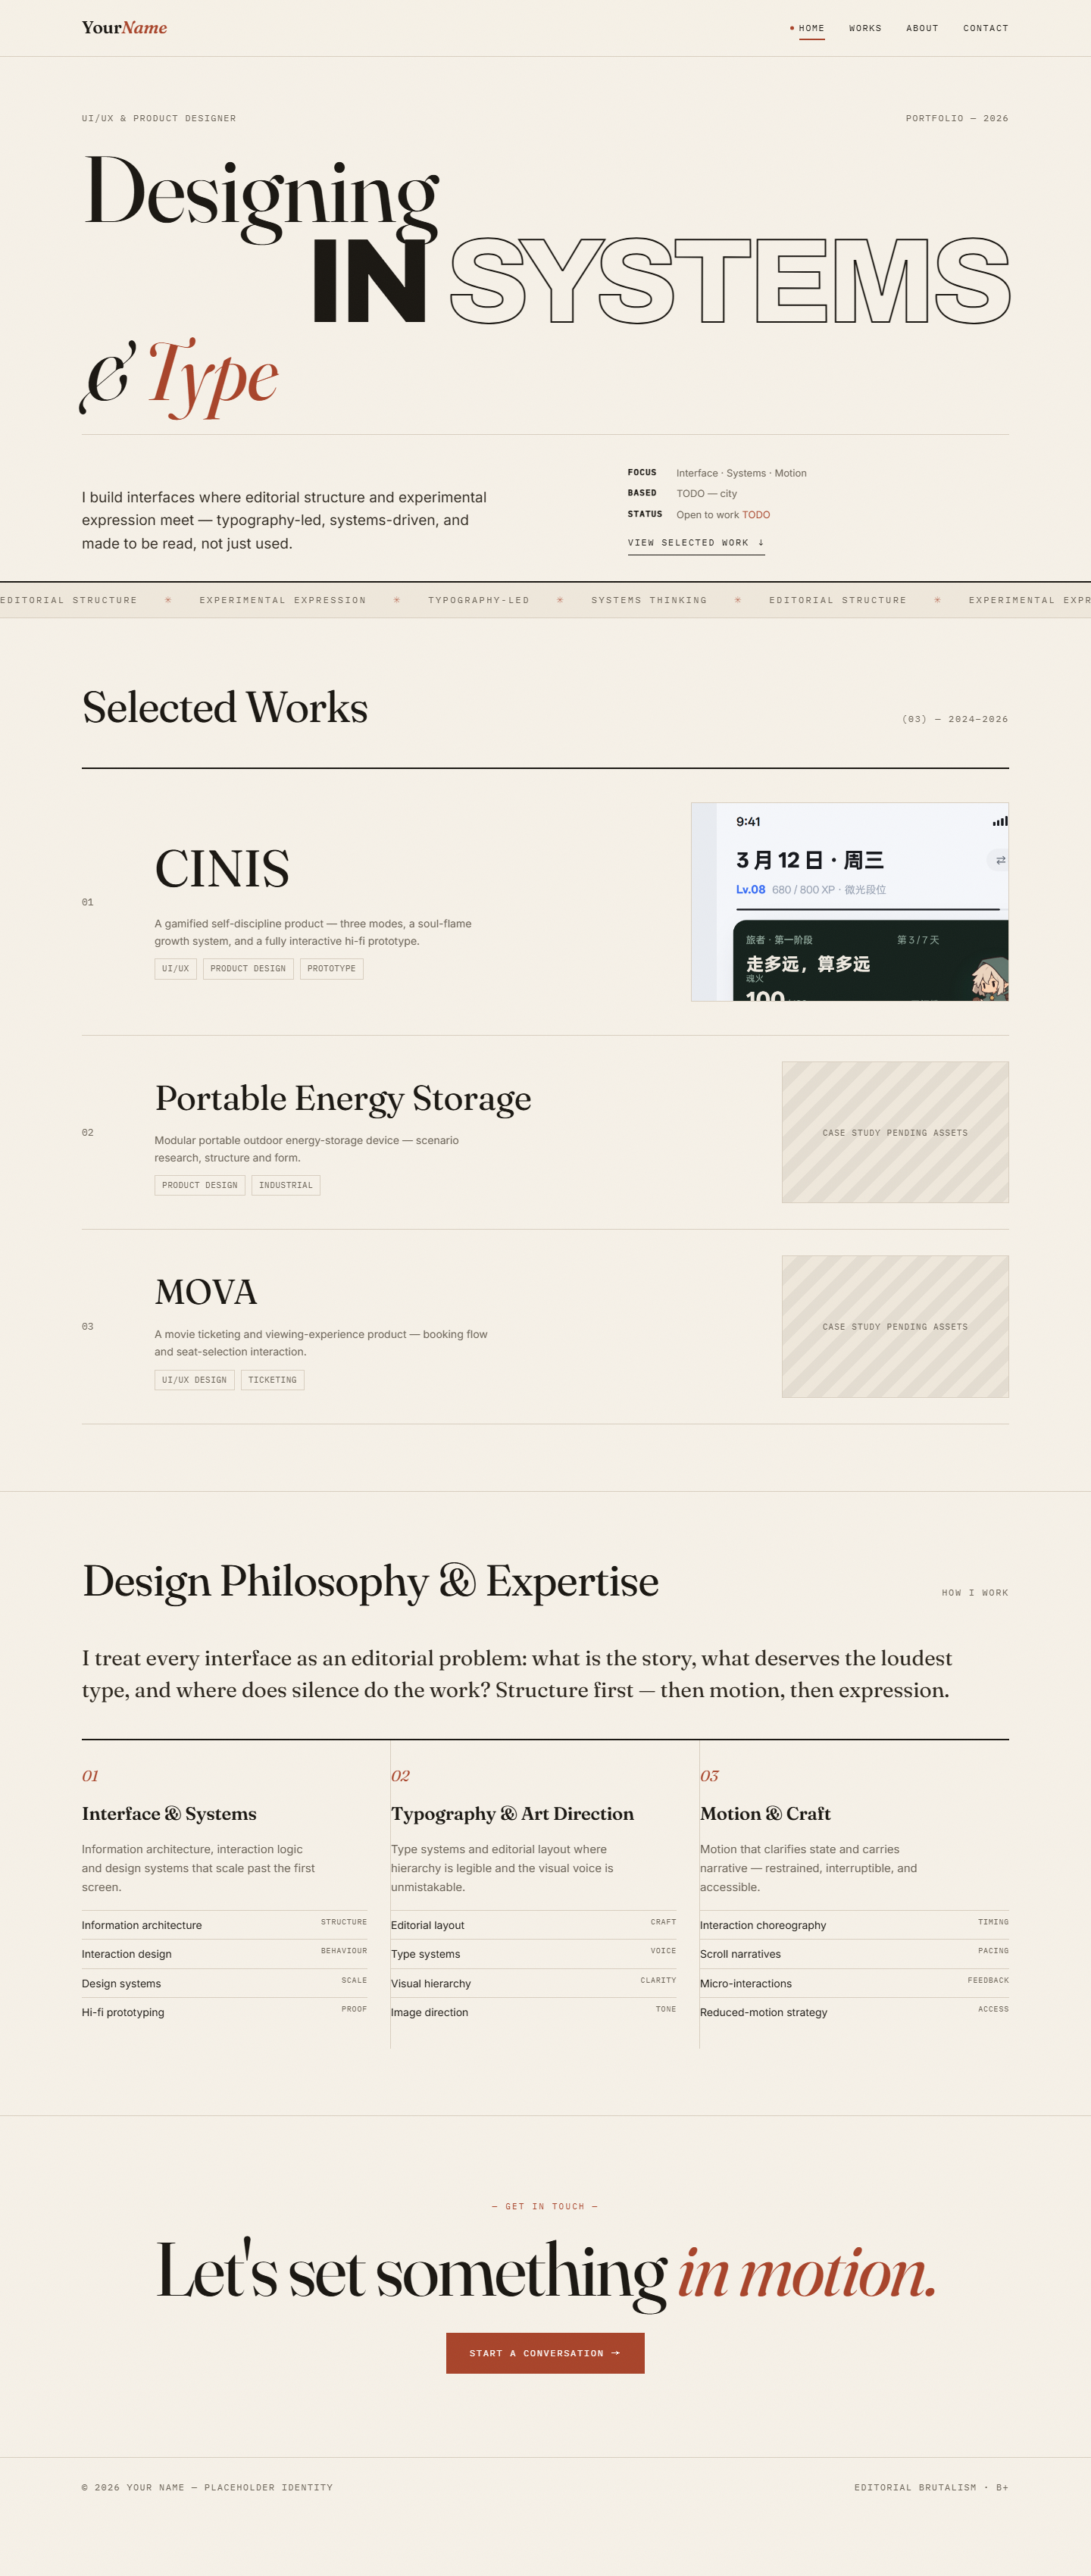 YourName
HOME WORKS ABOUT CONTACT
UI/UX & PRODUCT DESIGNER
PORTFOLIO — 2026
Designing
IN SYSTEMS
& Type
I build interfaces where editorial structure and experimental
expression meet — typography-led, systems-driven, and
made to be read, not just used.
FOCUS Interface · Systems · Motion
BASED TODO — city
STATUS Open to work TODO
VIEW SELECTED WORK ↓
EDITORIAL STRUCTURE ✳ EXPERIMENTAL EXPRESSION ✳ TYPOGRAPHY-LED ✳ SYSTEMS THINKING ✳ EDITORIAL STRUCTURE ✳ EXPERIMENTAL EXPR
Selected Works
(03) — 2024–2026
01
CINIS
A gamified self-discipline product — three modes, a soul-flame
growth system, and a fully interactive hi-fi prototype.
UI/UX PRODUCT DESIGN PROTOTYPE
9:41
3 月 12 日 · 周三
Lv.08 680 / 800 XP · 微光段位
旅者 · 第一阶段 第 3 / 7 天
走多远，算多远
魂火
100
02
Portable Energy Storage
Modular portable outdoor energy-storage device — scenario
research, structure and form.
PRODUCT DESIGN INDUSTRIAL
CASE STUDY PENDING ASSETS
03
MOVA
A movie ticketing and viewing-experience product — booking flow
and seat-selection interaction.
UI/UX DESIGN TICKETING
CASE STUDY PENDING ASSETS
Design Philosophy & Expertise
HOW I WORK
I treat every interface as an editorial problem: what is the story, what deserves the loudest
type, and where does silence do the work? Structure first — then motion, then expression.
01
Interface & Systems
Information architecture, interaction logic
and design systems that scale past the first
screen.
Information architecture STRUCTURE
Interaction design BEHAVIOUR
Design systems SCALE
Hi-fi prototyping PROOF
02
Typography & Art Direction
Type systems and editorial layout where
hierarchy is legible and the visual voice is
unmistakable.
Editorial layout CRAFT
Type systems VOICE
Visual hierarchy CLARITY
Image direction TONE
03
Motion & Craft
Motion that clarifies state and carries
narrative — restrained, interruptible, and
accessible.
Interaction choreography TIMING
Scroll narratives PACING
Micro-interactions FEEDBACK
Reduced-motion strategy ACCESS
— GET IN TOUCH —
Let's set something in motion.
START A CONVERSATION →
© 2026 YOUR NAME — PLACEHOLDER IDENTITY
EDITORIAL BRUTALISM · B+